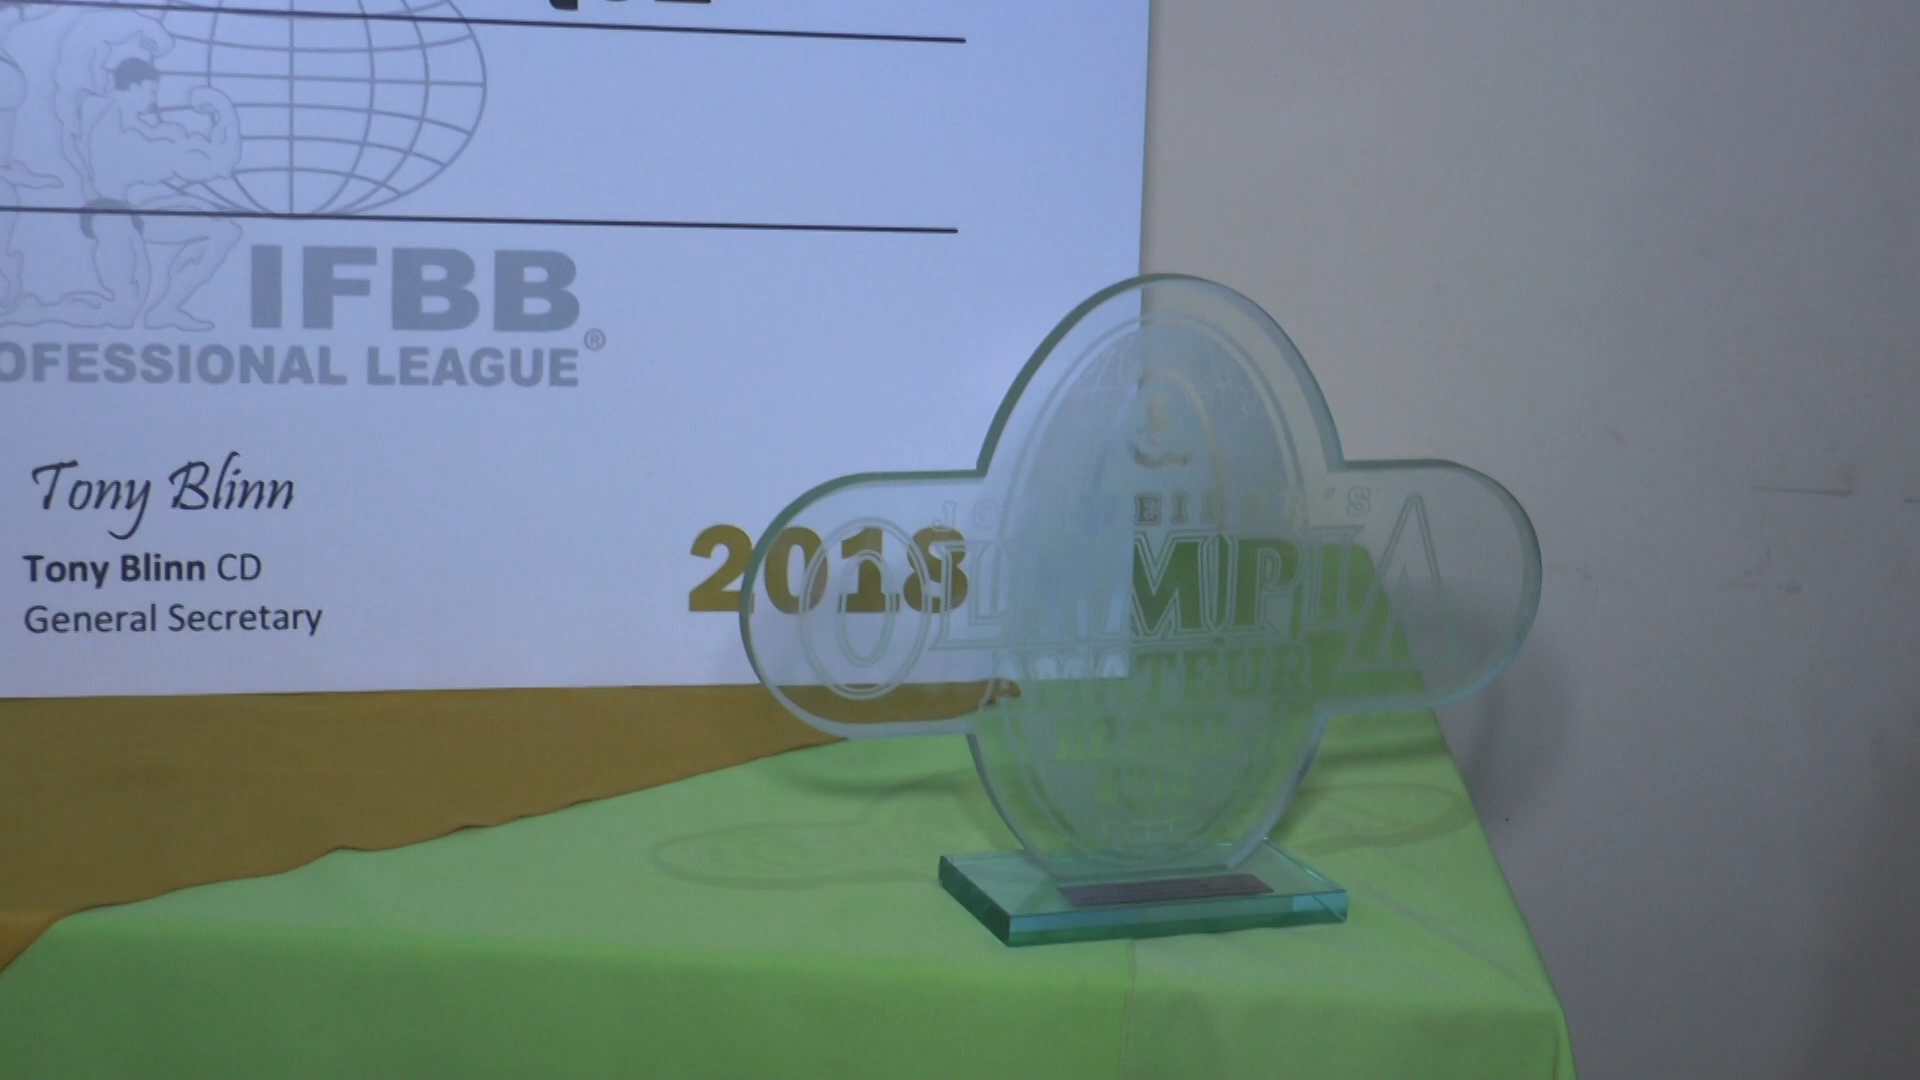 IFBB
OFESSIONAL LEAGUE®
Tony Blinn
Tony Blinn CD
General Secretary
2018
OLYMPIA
AMATEUR